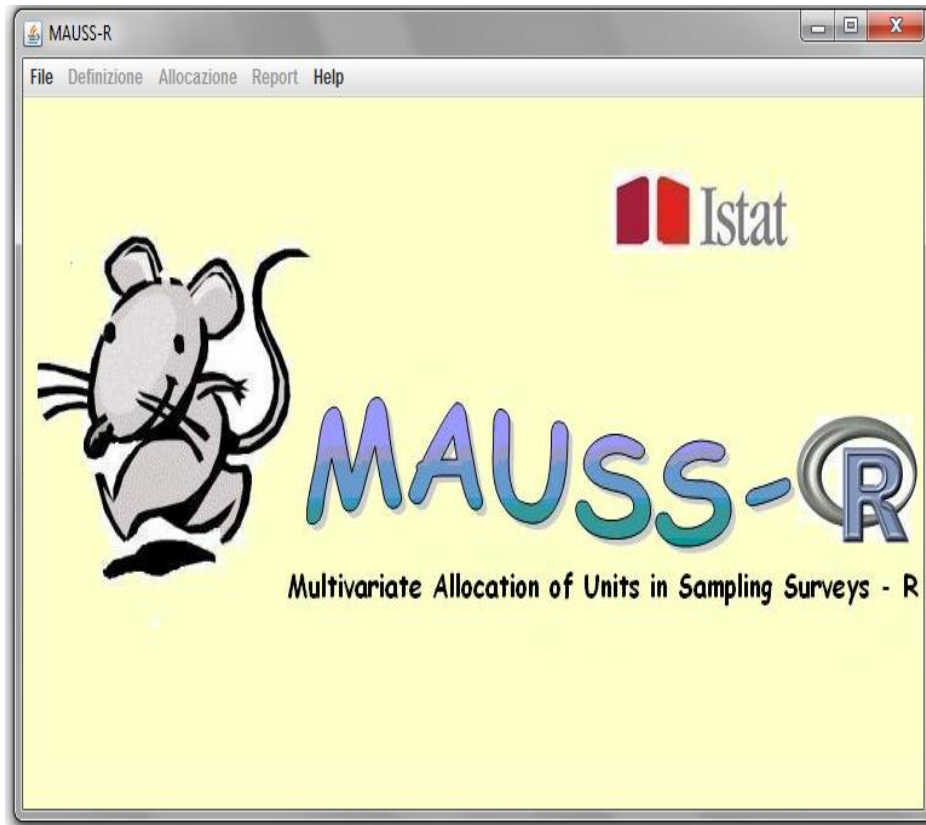 MAUSS-R
File Definizione Allocazione Report Help
Istat
MAUSS-R
Multivariate Allocation of Units in Sampling Surveys - R